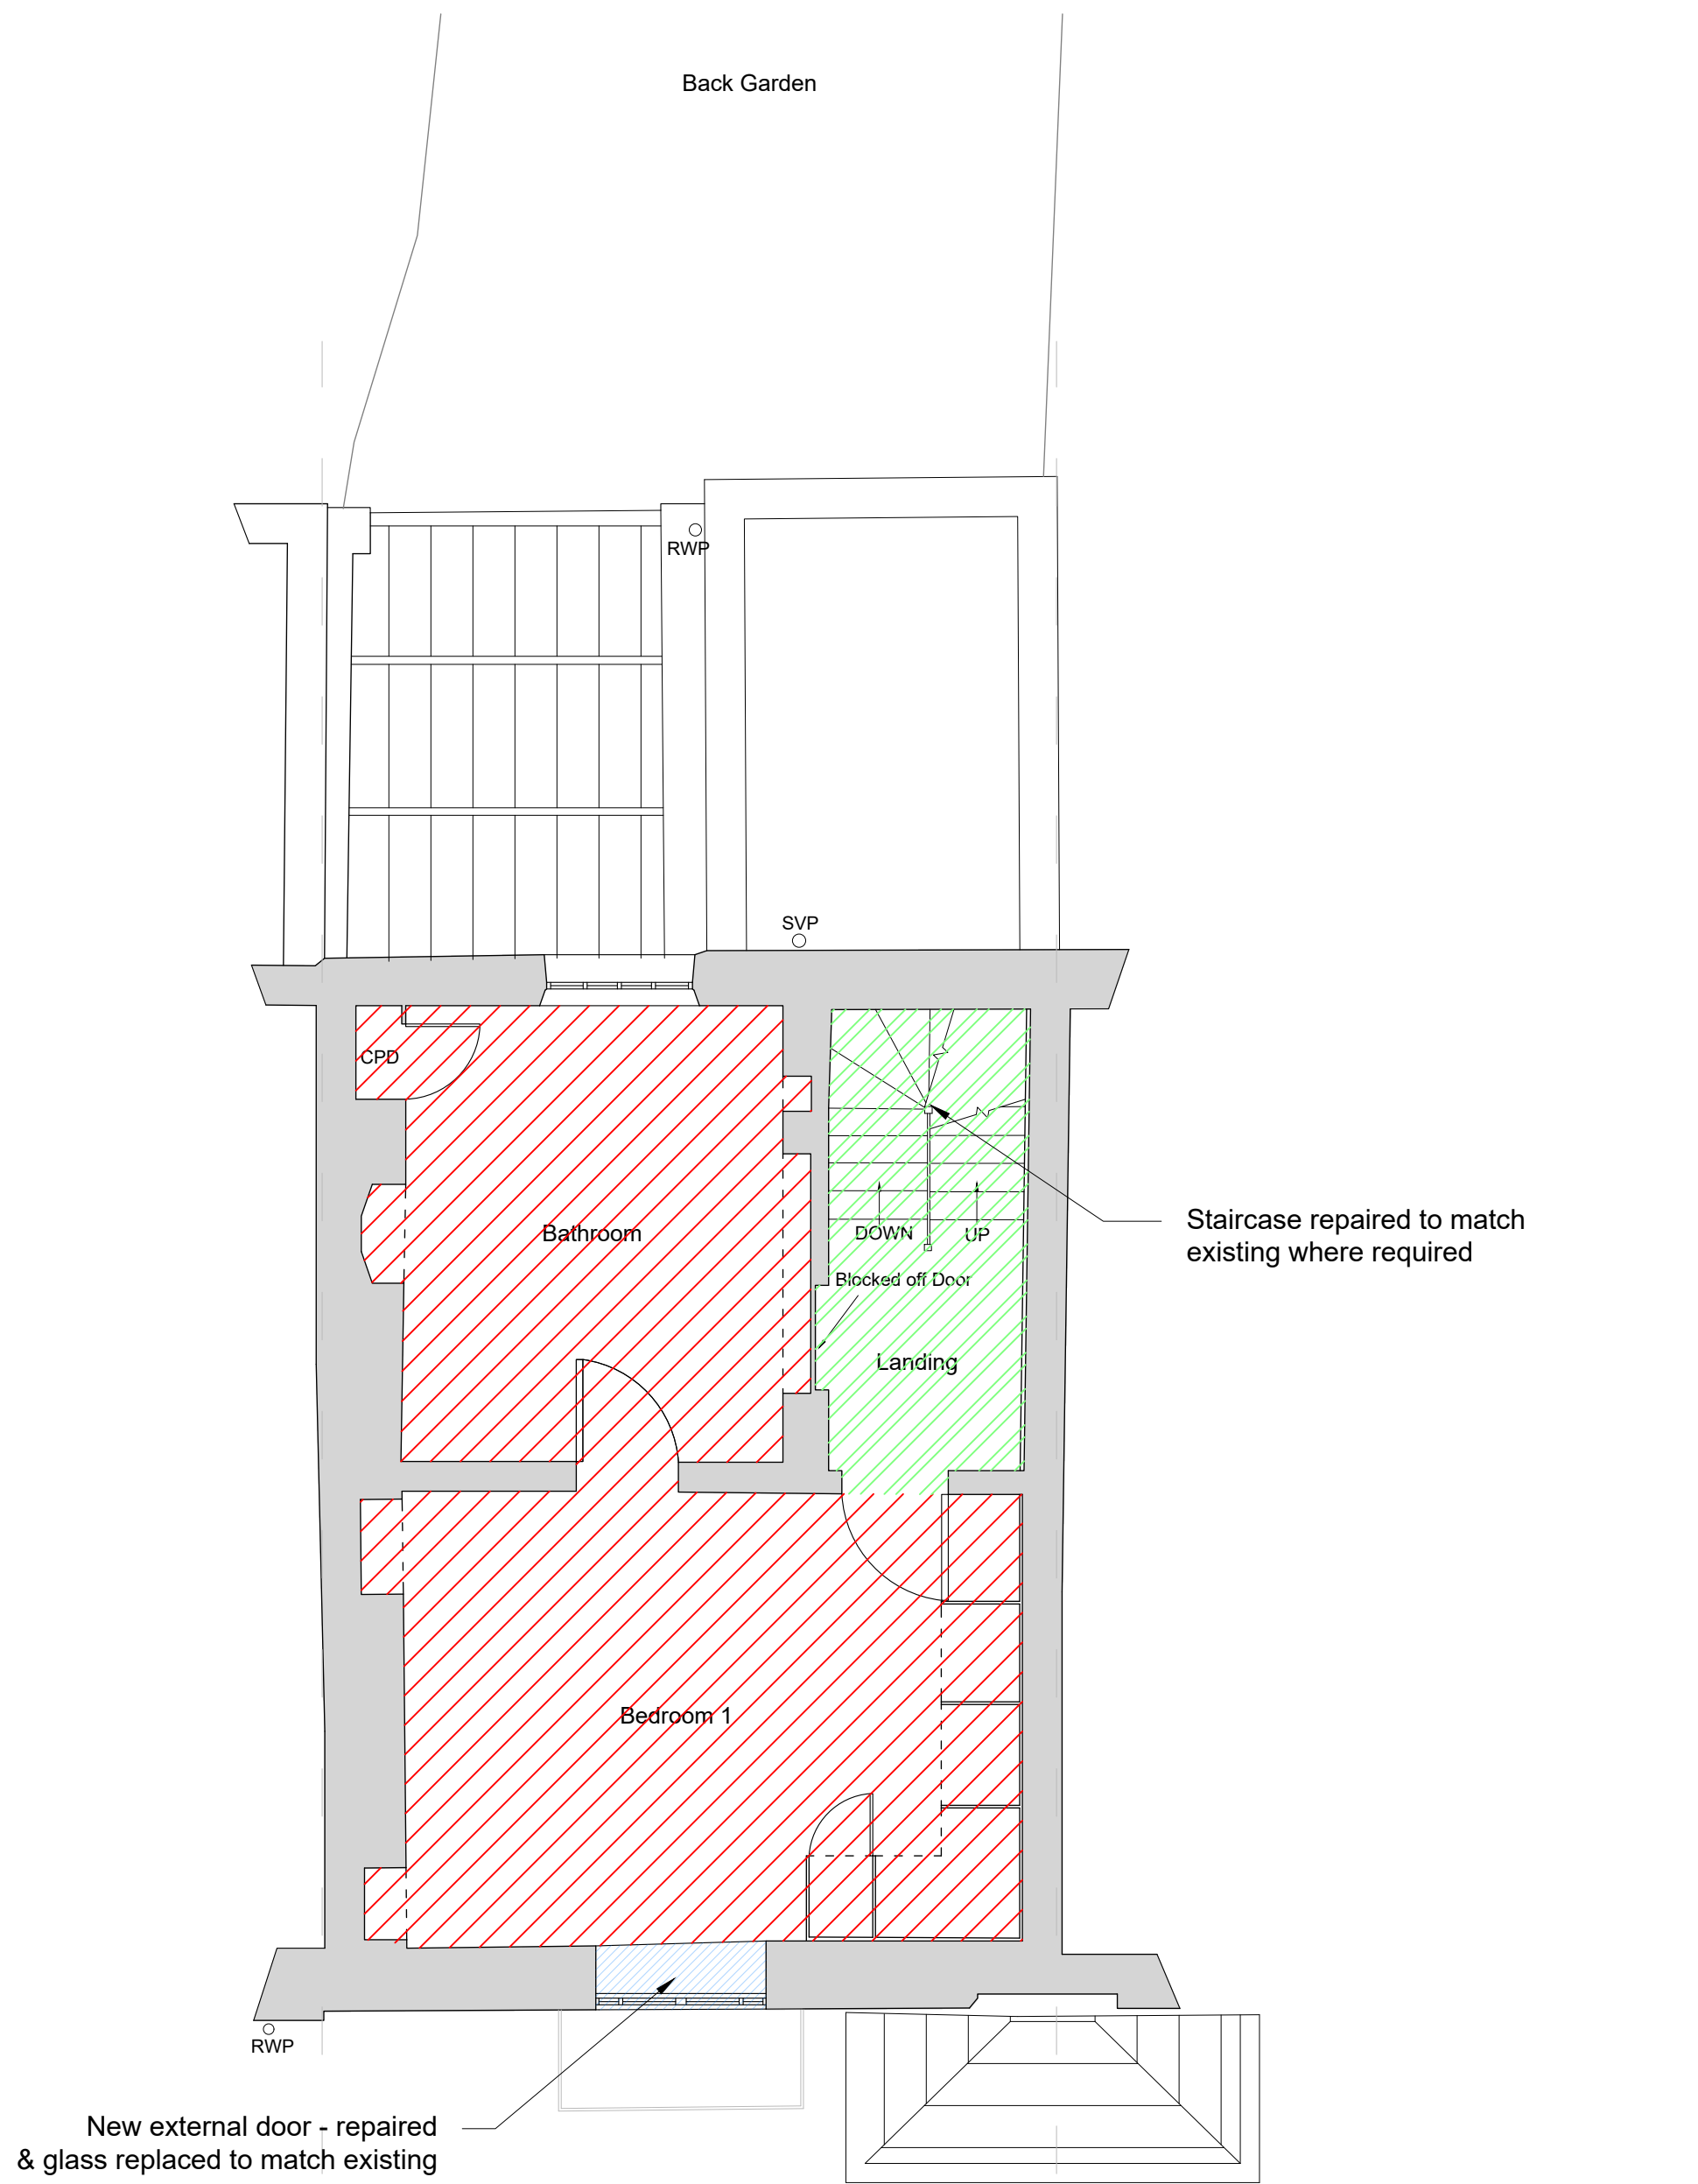 Back Garden
RWP
SVP
CPD
Bathroom
DOWN
UP
Staircase repaired to match
existing where required
Blocked off Door
Landing
Bedroom 1
RWP
New external door - repaired
& glass replaced to match existing